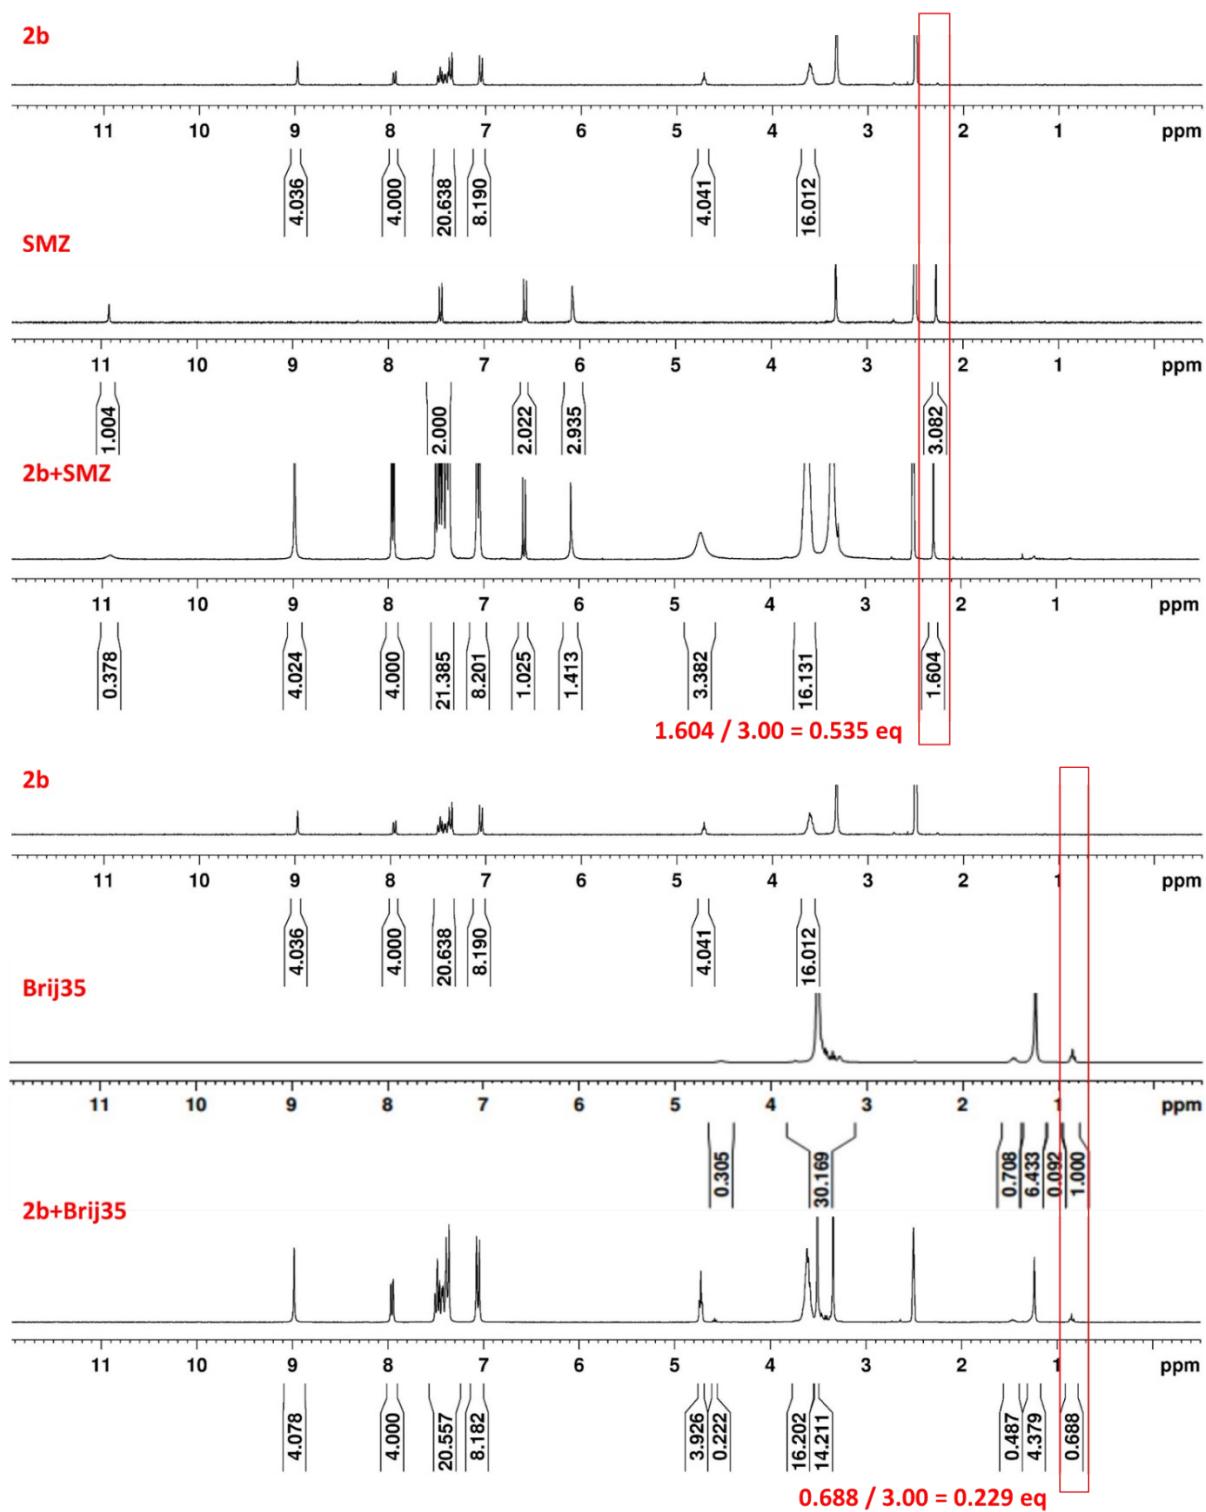 2b
11 10 9 8 7 6 5 4 3 2 1 ppm
4.036 4.000 20.638 8.190 4.041 16.012
SMZ
11 10 9 8 7 6 5 4 3 2 1 ppm
1.004 2.000 2.022 2.935 3.082
2b+SMZ
11 10 9 8 7 6 5 4 3 2 1 ppm
0.378 4.024 4.000 21.385 8.201 1.025 1.413 3.382 16.131 1.604
1.604 / 3.00 = 0.535 eq
2b
11 10 9 8 7 6 5 4 3 2 1 ppm
4.036 4.000 20.638 8.190 4.041 16.012
Brij35
11 10 9 8 7 6 5 4 3 2 1 ppm
0.305 30.169 0.708 6.433 0.092 1.000
2b+Brij35
11 10 9 8 7 6 5 4 3 2 1 ppm
4.078 4.000 20.557 8.182 3.926 0.222 16.202 14.211 0.487 4.379 0.688
0.688 / 3.00 = 0.229 eq